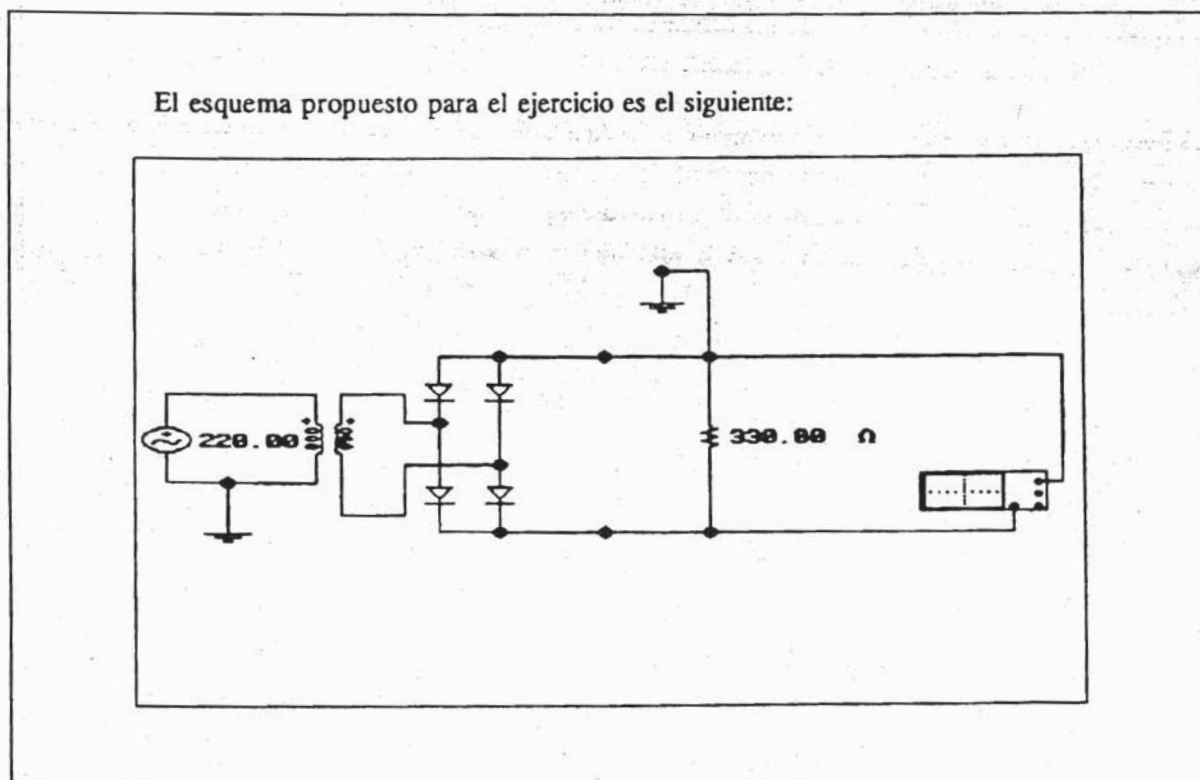 El esquema propuesto para el ejercicio es el siguiente:
220.00
330.00 Ω